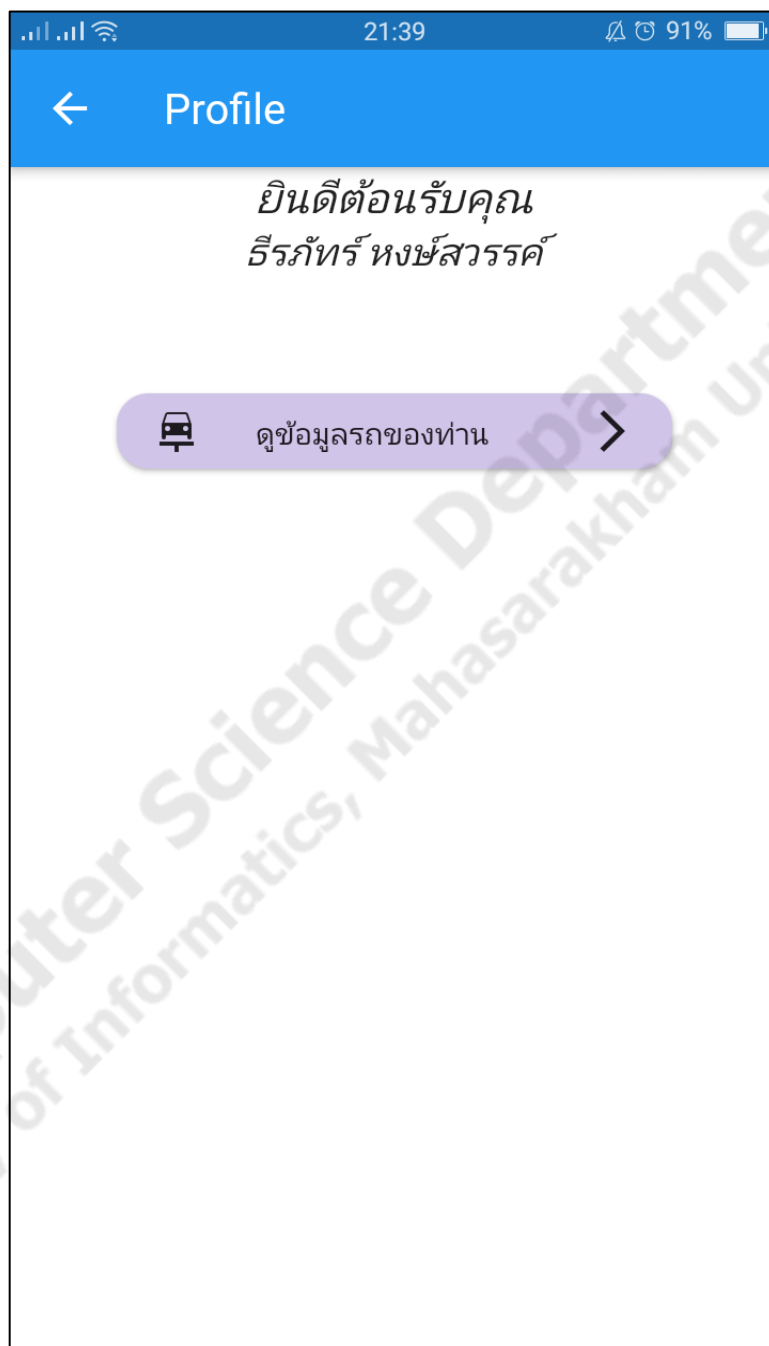 21:39
91%
Profile
ยินดีต้อนรับคุณ
ธีรภัทร์ หงษ์สวรรค์
ดูข้อมูลรถของท่าน
uter Science Departme
of Informatics, Mahasarakham Un